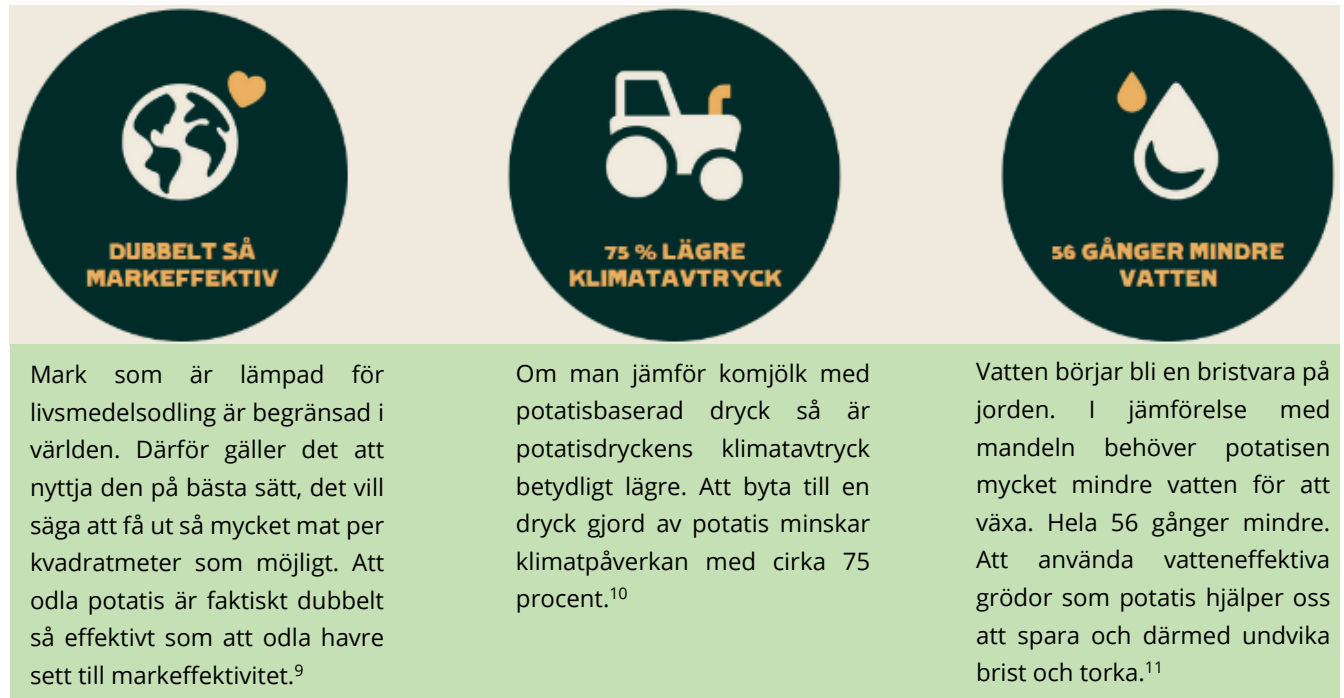 DUBBELT SÅ
MARKEFFEKTIV
Mark som är lämpad för
livsmedelsodling är begränsad i
världen. Därför gäller det att
nyttja den på bästa sätt, det vill
säga att få ut så mycket mat per
kvadratmeter som möjligt. Att
odla potatis är faktiskt dubbelt
så effektivt som att odla havre
sett till markeffektivitet.⁹
75 % LÄGRE
KLIMATAVTRYCK
Om man jämför komjölk med
potatisbaserad dryck så är
potatisdryckens klimatavtryck
betydligt lägre. Att byta till en
dryck gjord av potatis minskar
klimatpåverkan med cirka 75
procent.¹⁰
56 GÅNGER MINDRE
VATTEN
Vatten börjar bli en bristvara på
jorden. I jämförelse med
mandeln behöver potatisen
mycket mindre vatten för att
växa. Hela 56 gånger mindre.
Att använda vatteneffektiva
grödor som potatis hjälper oss
att spara och därmed undvika
brist och torka.¹¹